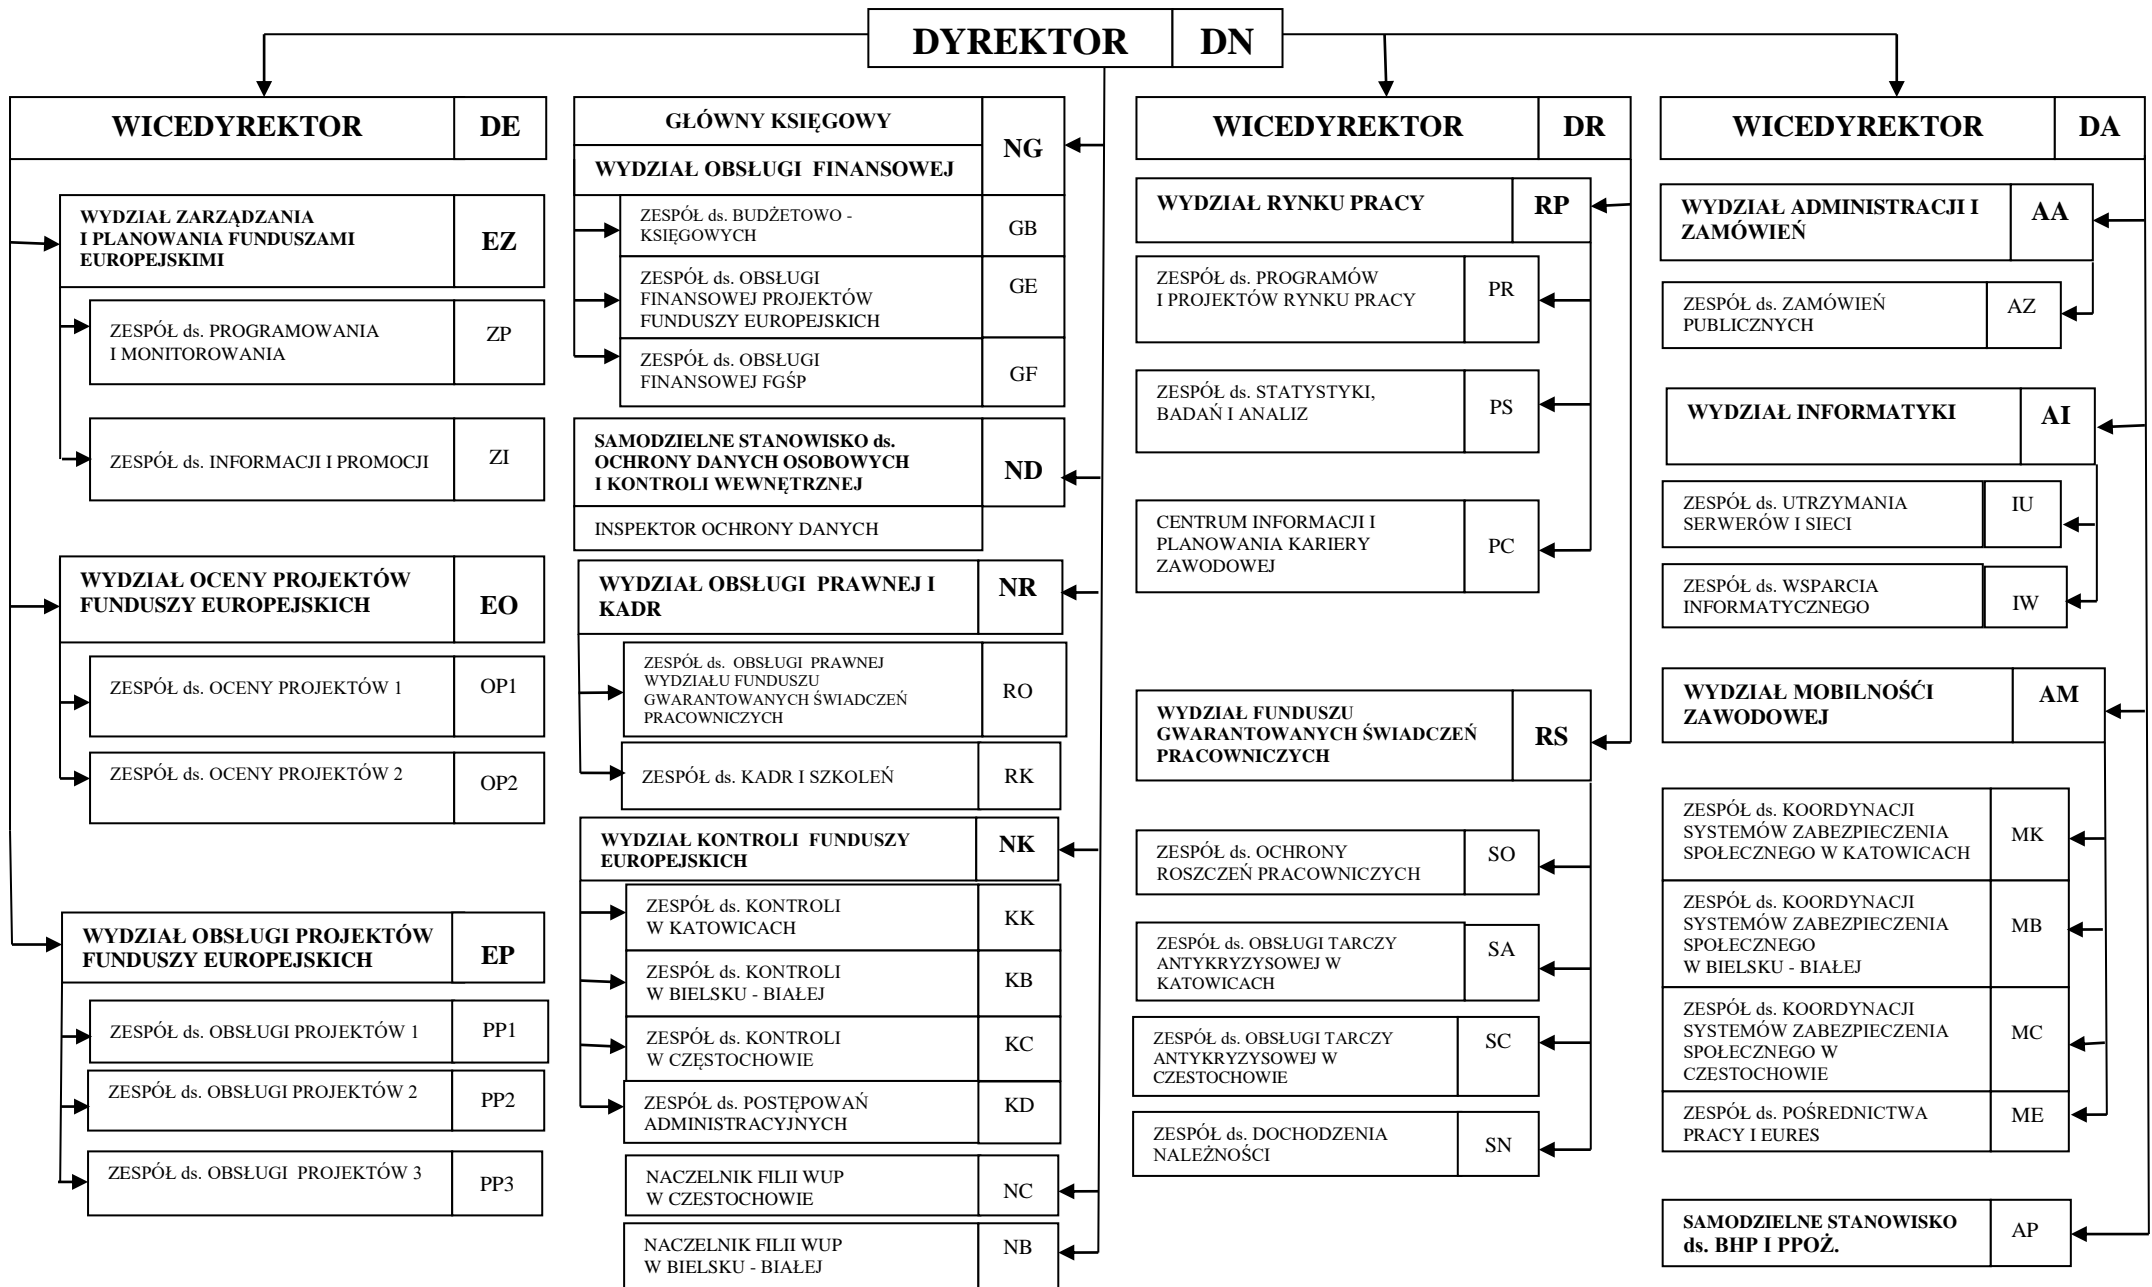 DYREKTOR DN
WICEDYREKTOR DE
WYDZIAŁ ZARZĄDZANIA
I PLANOWANIA FUNDUSZAMI
EUROPEJSKIMI
EZ
ZESPÓŁ ds. PROGRAMOWANIA
I MONITOROWANIA
ZP
ZESPÓŁ ds. INFORMACJI I PROMOCJI ZI
WYDZIAŁ OCENY PROJEKTÓW
FUNDUSZY EUROPEJSKICH
EO
ZESPÓŁ ds. OCENY PROJEKTÓW 1 OP1
ZESPÓŁ ds. OCENY PROJEKTÓW 2 OP2
WYDZIAŁ OBSŁUGI PROJEKTÓW
FUNDUSZY EUROPEJSKICH
EP
ZESPÓŁ ds. OBSŁUGI PROJEKTÓW 1 PP1
ZESPÓŁ ds. OBSŁUGI PROJEKTÓW 2 PP2
ZESPÓŁ ds. OBSŁUGI PROJEKTÓW 3 PP3
GŁÓWNY KSIĘGOWY
NG
WYDZIAŁ OBSŁUGI FINANSOWEJ
ZESPÓŁ ds. BUDŻETOWO -
KSIĘGOWYCH
GB
ZESPÓŁ ds. OBSŁUGI
FINANSOWEJ PROJEKTÓW
FUNDUSZY EUROPEJSKICH
GE
ZESPÓŁ ds. OBSŁUGI
FINANSOWEJ FGŚP
GF
SAMODZIELNE STANOWISKO ds.
OCHRONY DANYCH OSOBOWYCH
I KONTROLI WEWNĘTRZNEJ
ND
INSPEKTOR OCHRONY DANYCH
WYDZIAŁ OBSŁUGI PRAWNEJ I
KADR
NR
ZESPÓŁ ds. OBSŁUGI PRAWNEJ
WYDZIAŁU FUNDUSZU
GWARANTOWANYCH ŚWIADCZEŃ
PRACOWNICZYCH
RO
ZESPÓŁ ds. KADR I SZKOLEŃ RK
WYDZIAŁ KONTROLI FUNDUSZY
EUROPEJSKICH
NK
ZESPÓŁ ds. KONTROLI
W KATOWICACH
KK
ZESPÓŁ ds. KONTROLI
W BIELSKU - BIAŁEJ
KB
ZESPÓŁ ds. KONTROLI
W CZĘSTOCHOWIE
KC
ZESPÓŁ ds. POSTĘPOWAŃ
ADMINISTRACYJNYCH
KD
NACZELNIK FILII WUP
W CZESTOCHOWIE
NC
NACZELNIK FILII WUP
W BIELSKU - BIAŁEJ
NB
WICEDYREKTOR DR
WYDZIAŁ RYNKU PRACY RP
ZESPÓŁ ds. PROGRAMÓW
I PROJEKTÓW RYNKU PRACY
PR
ZESPÓŁ ds. STATYSTYKI,
BADAŃ I ANALIZ
PS
CENTRUM INFORMACJI I
PLANOWANIA KARIERY
ZAWODOWEJ
PC
WYDZIAŁ FUNDUSZU
GWARANTOWANYCH ŚWIADCZEŃ
PRACOWNICZYCH
RS
ZESPÓŁ ds. OCHRONY
ROSZCZEŃ PRACOWNICZYCH
SO
ZESPÓŁ ds. OBSŁUGI TARCZY
ANTYKRYZYSOWEJ W
KATOWICACH
SA
ZESPÓŁ ds. OBSŁUGI TARCZY
ANTYKRYZYSOWEJ W
CZESTOCHOWIE
SC
ZESPÓŁ ds. DOCHODZENIA
NALEŻNOŚCI
SN
WICEDYREKTOR DA
WYDZIAŁ ADMINISTRACJI I
ZAMÓWIEŃ
AA
ZESPÓŁ ds. ZAMÓWIEŃ
PUBLICZNYCH
AZ
WYDZIAŁ INFORMATYKI AI
ZESPÓŁ ds. UTRZYMANIA
SERWERÓW I SIECI
IU
ZESPÓŁ ds. WSPARCIA
INFORMATYCZNEGO
IW
WYDZIAŁ MOBILNOŚĆI
ZAWODOWEJ
AM
ZESPÓŁ ds. KOORDYNACJI
SYSTEMÓW ZABEZPIECZENIA
SPOŁECZNEGO W KATOWICACH
MK
ZESPÓŁ ds. KOORDYNACJI
SYSTEMÓW ZABEZPIECZENIA
SPOŁECZNEGO
W BIELSKU - BIAŁEJ
MB
ZESPÓŁ ds. KOORDYNACJI
SYSTEMÓW ZABEZPIECZENIA
SPOŁECZNEGO W
CZESTOCHOWIE
MC
ZESPÓŁ ds. POŚREDNICTWA
PRACY I EURES
ME
SAMODZIELNE STANOWISKO
ds. BHP I PPOŻ.
AP